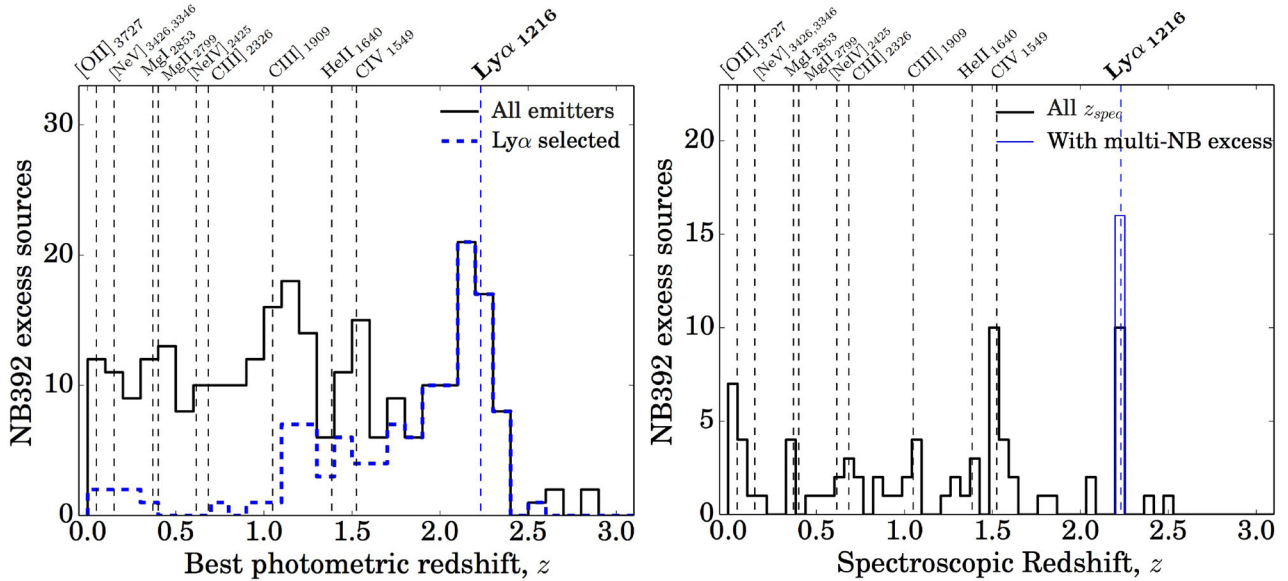 [OII] 3727
[NeV] 3426,3346
MgI 2853
MgII 2799
[NeIV] 2425
CIII] 2326
CIII] 1909
HeII 1640
CIV 1549
Lyα 1216
All emitters
Lyα selected
30
20
10
0
0.0 0.5 1.0 1.5 2.0 2.5 3.0
NB392 excess sources
Best photometric redshift, z
[OII] 3727
[NeV] 3426,3346
MgI 2853
MgII 2799
[NeIV] 2425
CIII] 2326
CIII] 1909
HeII 1640
CIV 1549
Lyα 1216
All zspec
With multi-NB excess
20
15
10
5
0
0.0 0.5 1.0 1.5 2.0 2.5 3.0
NB392 excess sources
Spectroscopic Redshift, z